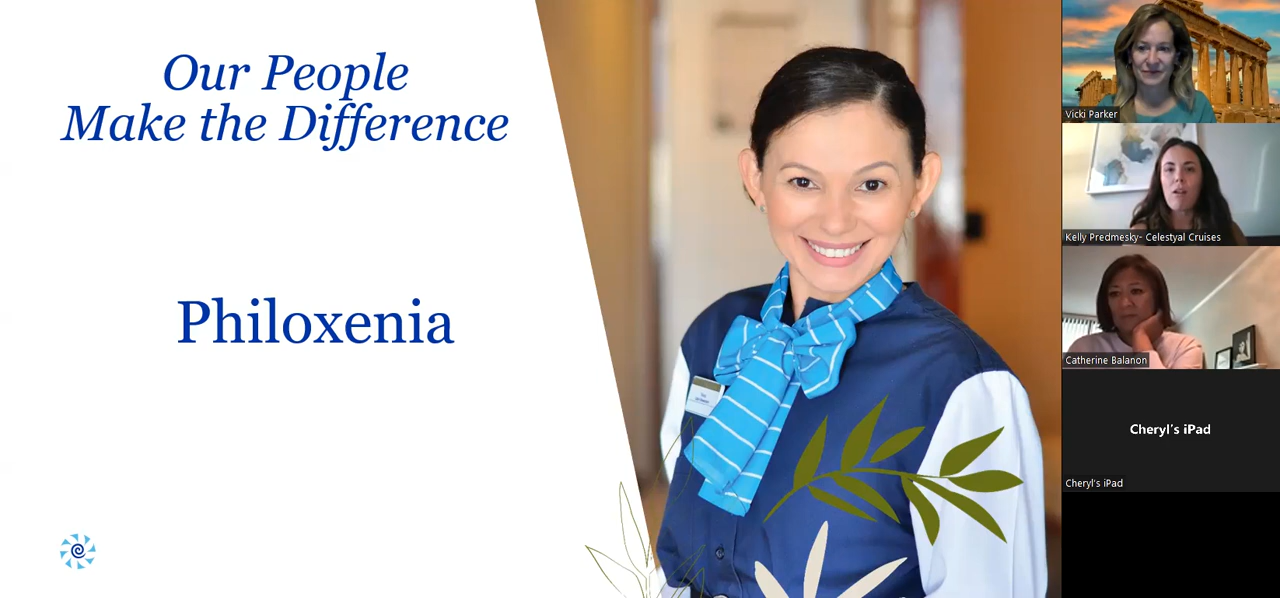 Our People
Make the Difference
Philoxenia
Vicki Parker
Kelly Predmesky- Celestyal Cruises
Catherine Balanon
Cheryl's iPad
Cheryl's iPad